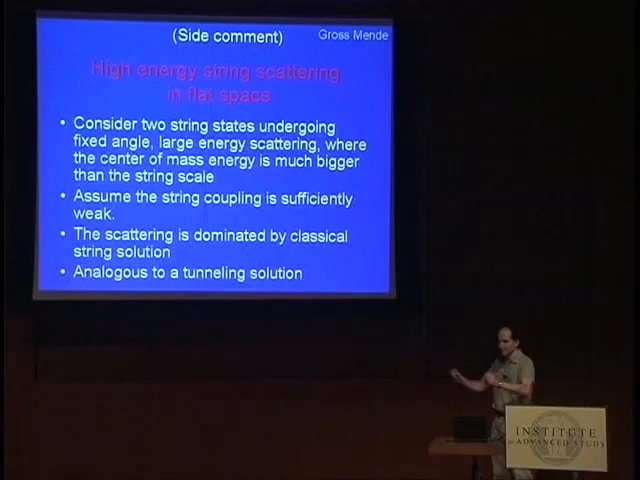 (Side comment)
Gross Mende
High energy string scattering
in flat space
• Consider two string states undergoing
fixed angle, large energy scattering, where
the center of mass energy is much bigger
than the string scale
• Assume the string coupling is sufficiently
weak.
• The scattering is dominated by classical
string solution
• Analogous to a tunneling solution
INSTITUTE
for ADVANCED STUDY